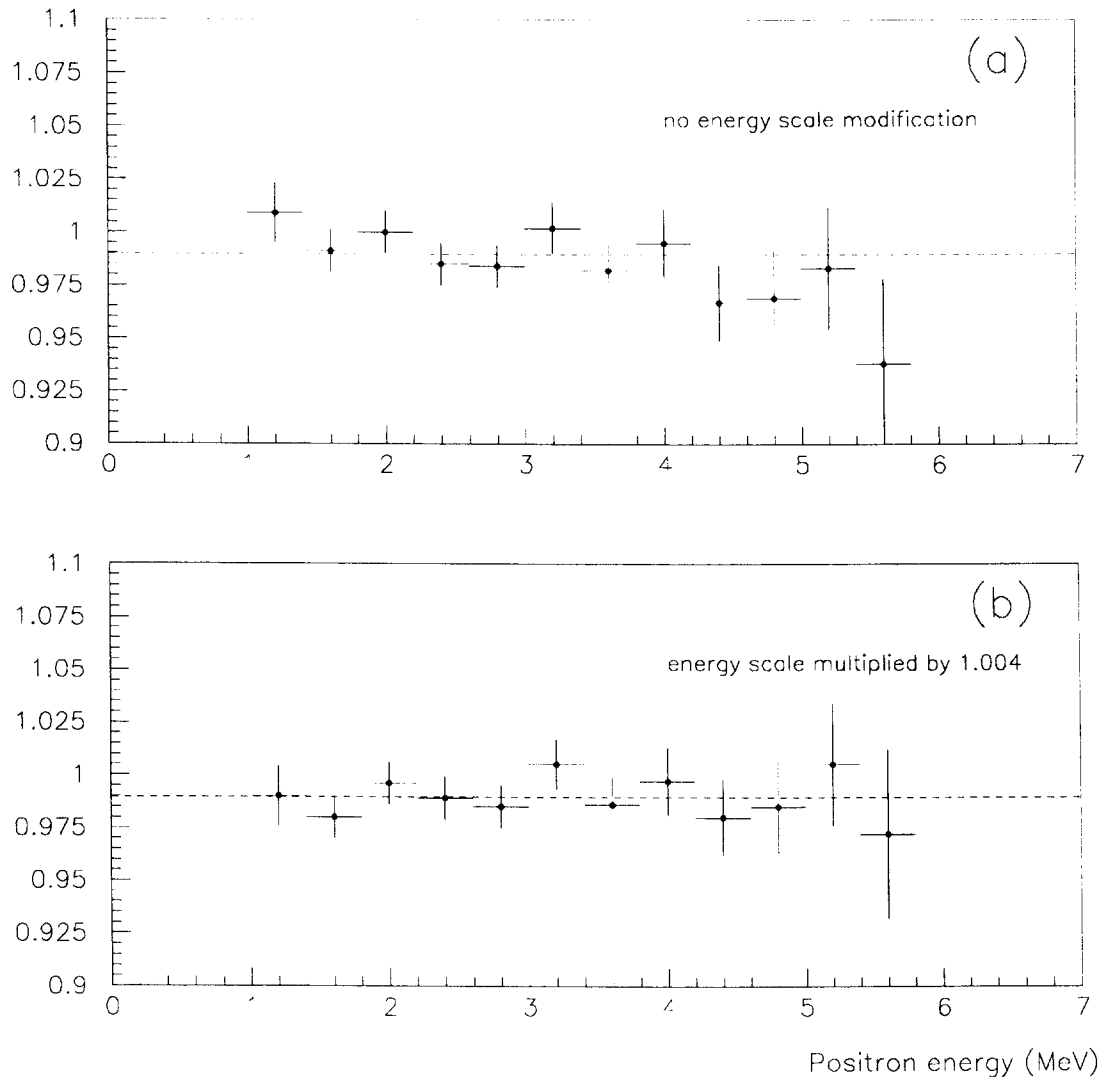 1.1
(a)
1.075
no energy scale modification
1.05
1.025
1
0.975
0.95
0.925
0.9
0 1 2 3 4 5 6 7
1.1
(b)
1.075
energy scale multiplied by 1.004
1.05
1.025
1
0.975
0.95
0.925
0.9
0 1 2 3 4 5 6 7
Positron energy (MeV)